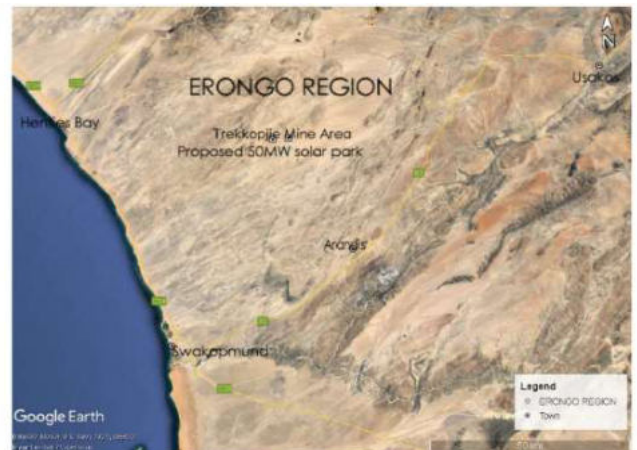 N
Usakos
ERONGO REGION
Henties Bay
Trekkopije Mine Area
Proposed 50MW solar park
Arandis
Swakopmund
Legend
ERONGO REGION
Town
Google Earth